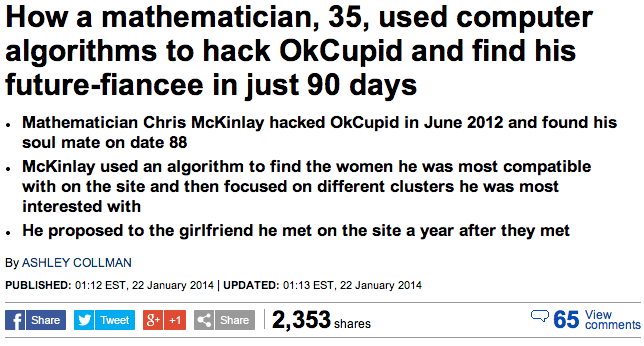 How a mathematician, 35, used computer
algorithms to hack OkCupid and find his
future-fiancee in just 90 days
• Mathematician Chris McKinlay hacked OkCupid in June 2012 and found his
soul mate on date 88
• McKinlay used an algorithm to find the women he was most compatible
with on the site and then focused on different clusters he was most
interested with
• He proposed to the girlfriend he met on the site a year after they met
By ASHLEY COLLMAN
PUBLISHED: 01:12 EST, 22 January 2014 | UPDATED: 01:13 EST, 22 January 2014
f Share Tweet g+ +1 Share 2,353 shares 65 View
comments